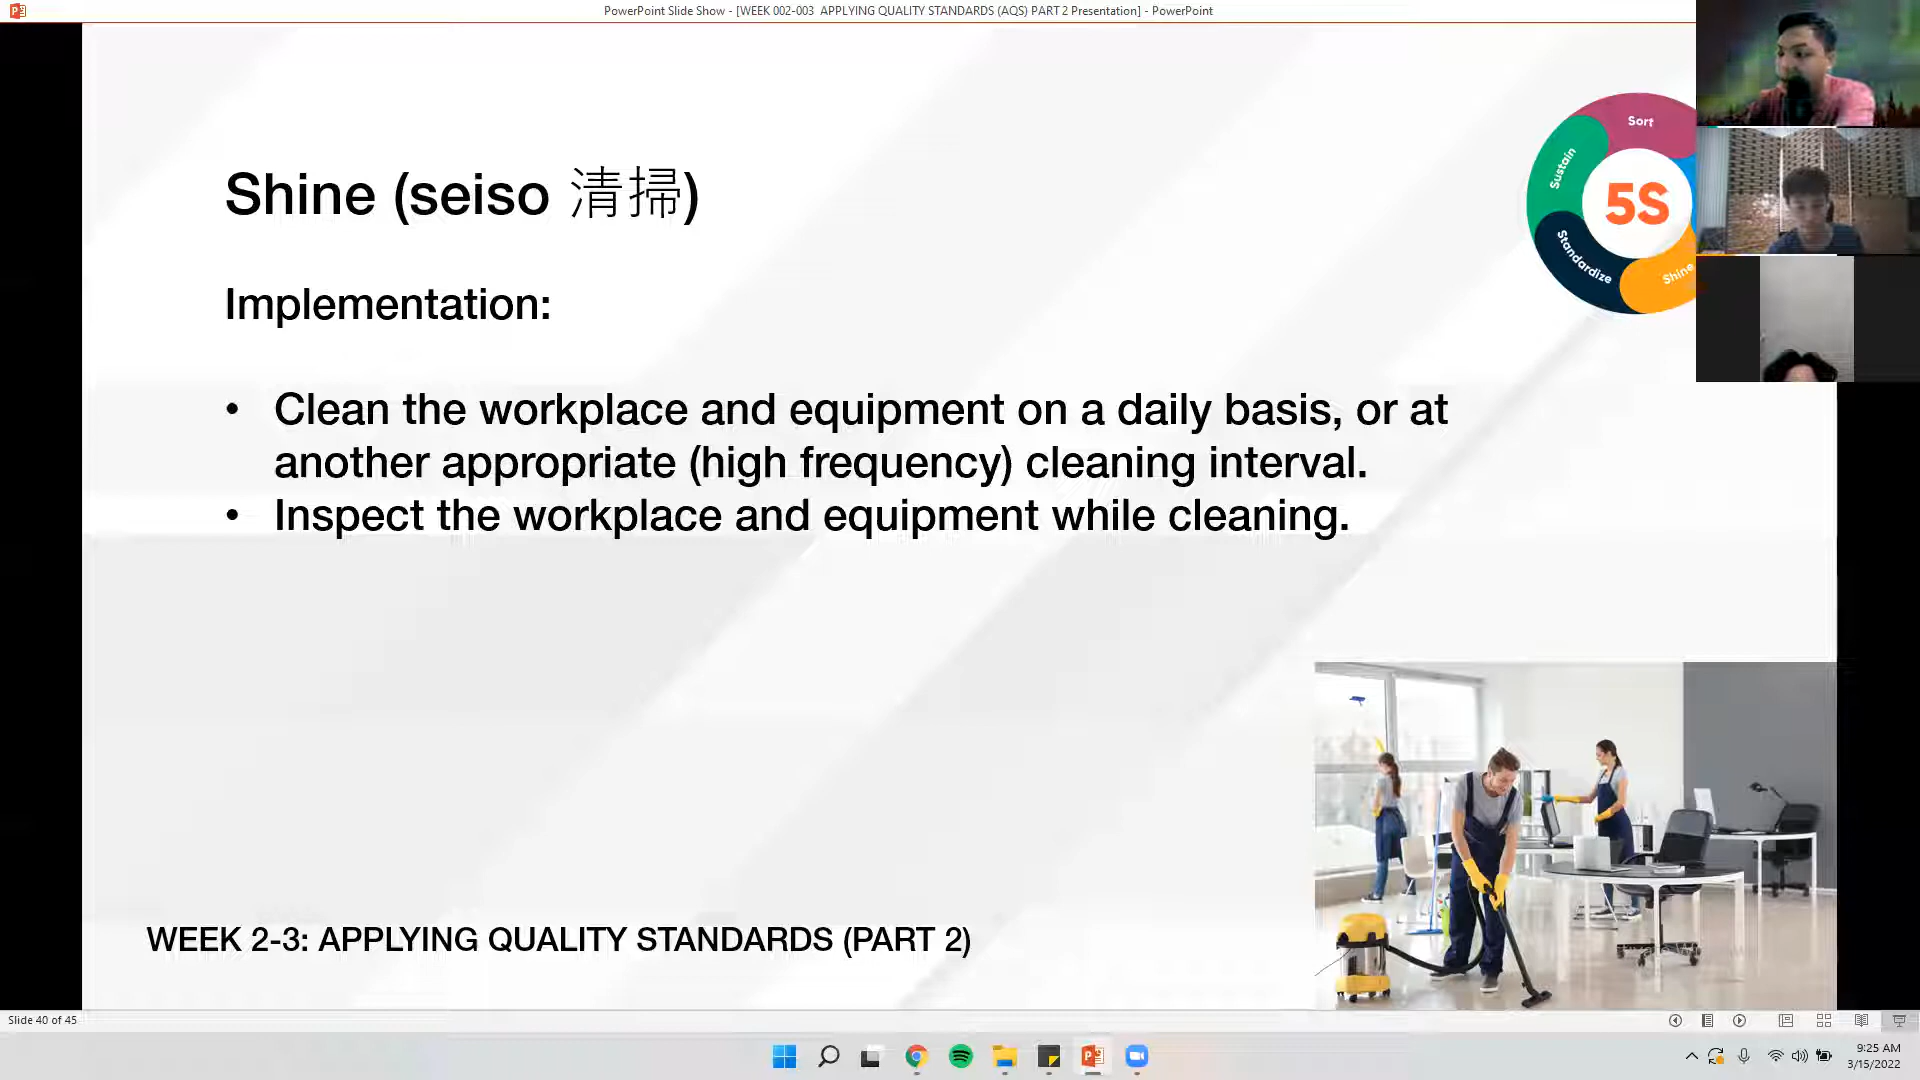 PowerPoint Slide Show - [WEEK 002-003  APPLYING QUALITY STANDARDS (AQS) PART 2 Presentation] - PowerPoint
Sort
Sustain
5S
Standardize
Shine
Shine (seiso 清掃)
Implementation:
• Clean the workplace and equipment on a daily basis, or at
another appropriate (high frequency) cleaning interval.
• Inspect the workplace and equipment while cleaning.
WEEK 2-3: APPLYING QUALITY STANDARDS (PART 2)
Slide 40 of 45
9:25 AM
3/15/2022